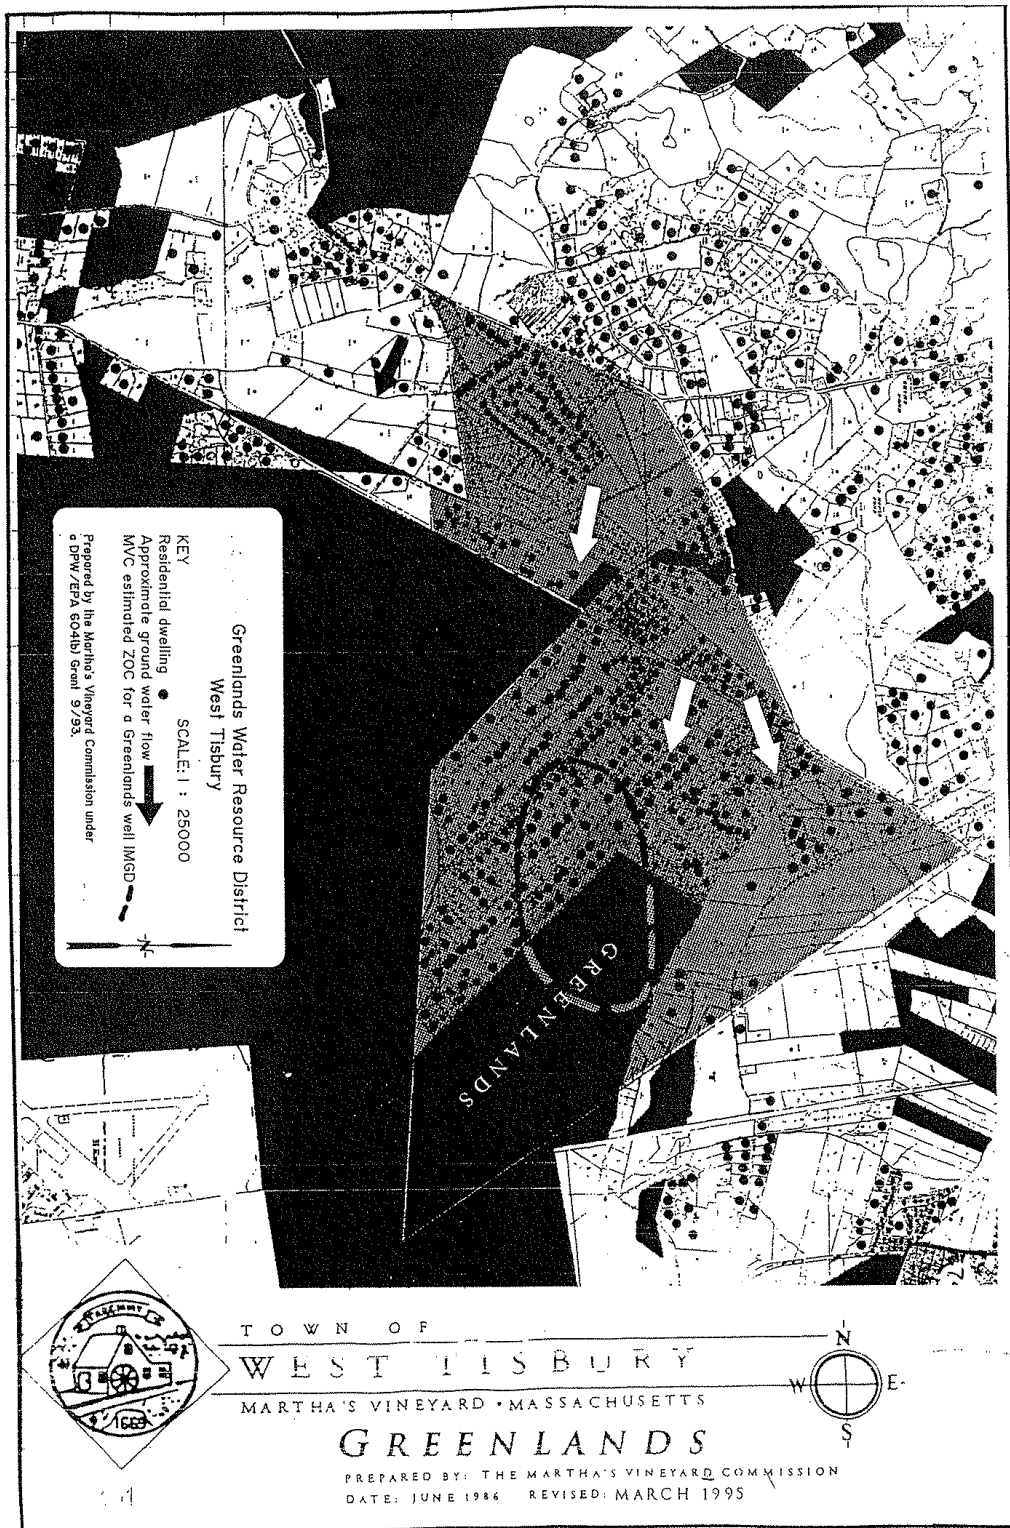 Greenlands Water Resource District
West Tisbury
KEY
SCALE: 1 : 25000
Residential dwelling
Approximate ground water flow
MVC estimated ZOC for a Greenlands well 1MGD
Prepared by the Martha's Vineyard Commission under
a DPW/EPA 604(b) Grant 9/93.
N
GREENLANDS
TOWN OF
WEST TISBURY
MARTHA'S VINEYARD • MASSACHUSETTS
GREENLANDS
PREPARED BY: THE MARTHA'S VINEYARD COMMISSION
DATE: JUNE 1986 REVISED: MARCH 1995
N
W
E
S